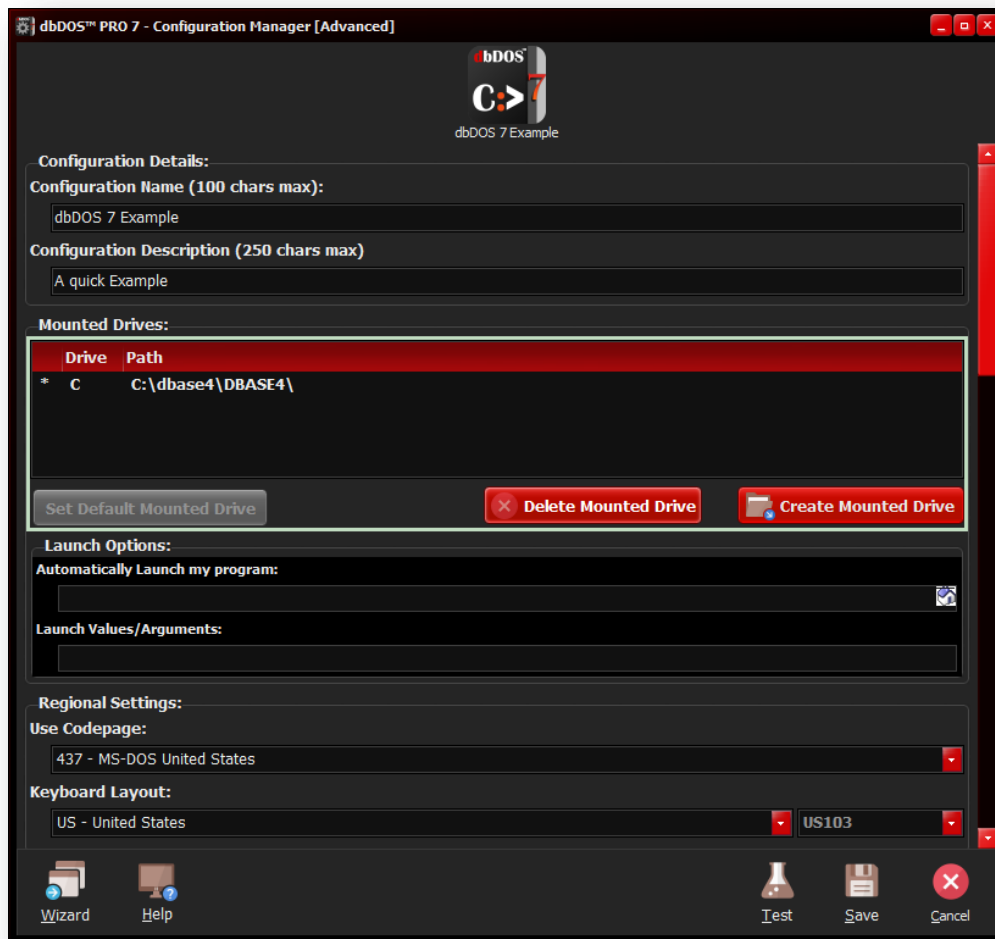 dbDOS™ PRO 7 - Configuration Manager [Advanced]
dbDOS™
C:>7
dbDOS 7 Example
Configuration Details:
Configuration Name (100 chars max):
dbDOS 7 Example
Configuration Description (250 chars max)
A quick Example
Mounted Drives:
Drive Path
* C C:\dbase4\DBASE4\
Set Default Mounted Drive Delete Mounted Drive Create Mounted Drive
Launch Options:
Automatically Launch my program:
Launch Values/Arguments:
Regional Settings:
Use Codepage:
437 - MS-DOS United States
Keyboard Layout:
US - United States US103
Wizard Help Test Save Cancel